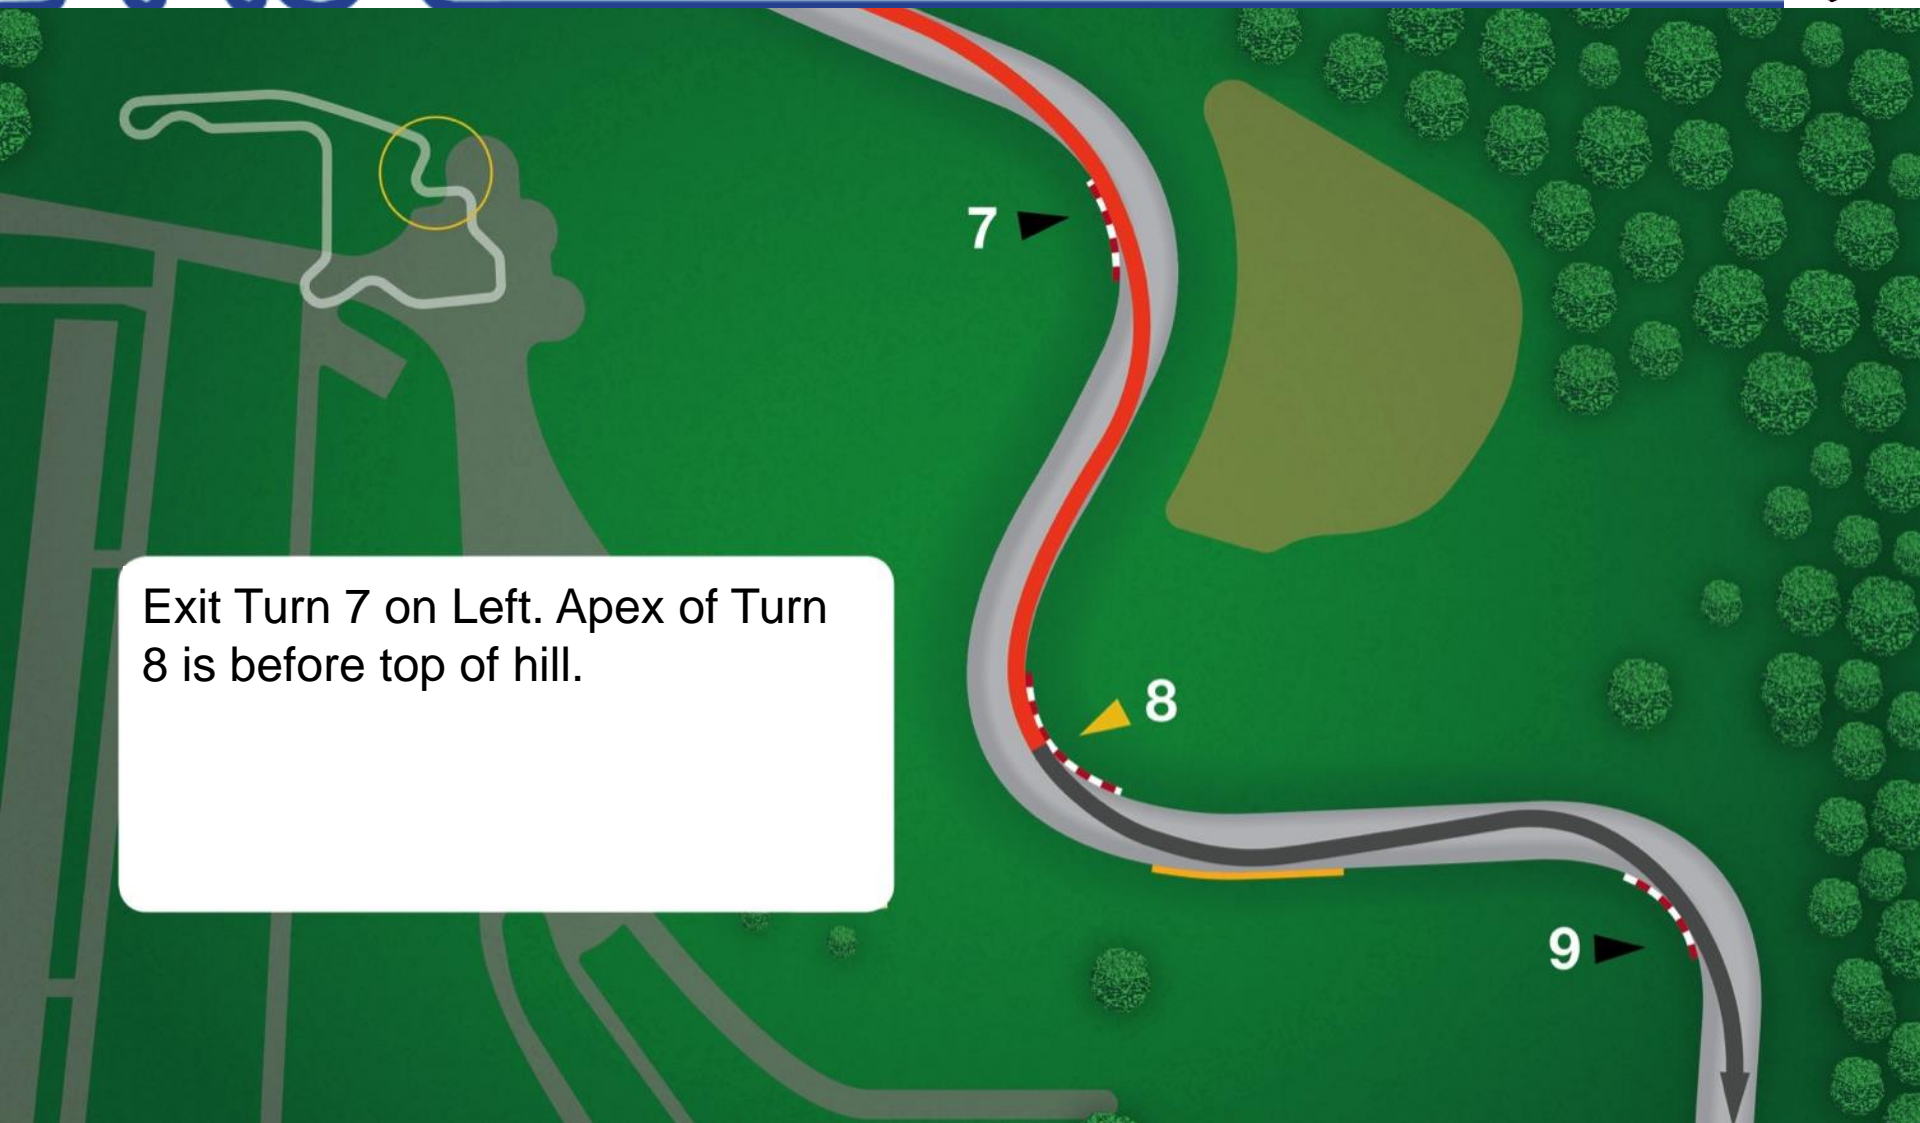 7
Exit Turn 7 on Left. Apex of Turn
8 is before top of hill.
8
9